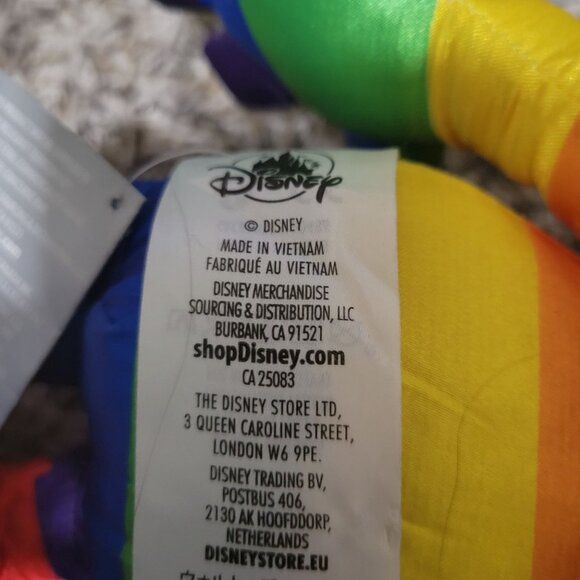 Disney
© DISNEY
MADE IN VIETNAM
FABRIQUÉ AU VIETNAM
DISNEY MERCHANDISE
SOURCING & DISTRIBUTION, LLC
BURBANK, CA 91521
shopDisney.com
CA 25083
THE DISNEY STORE LTD,
3 QUEEN CAROLINE STREET,
LONDON W6 9PE.
DISNEY TRADING BV,
POSTBUS 406,
2130 AK HOOFDDORP,
NETHERLANDS
DISNEYSTORE.EU